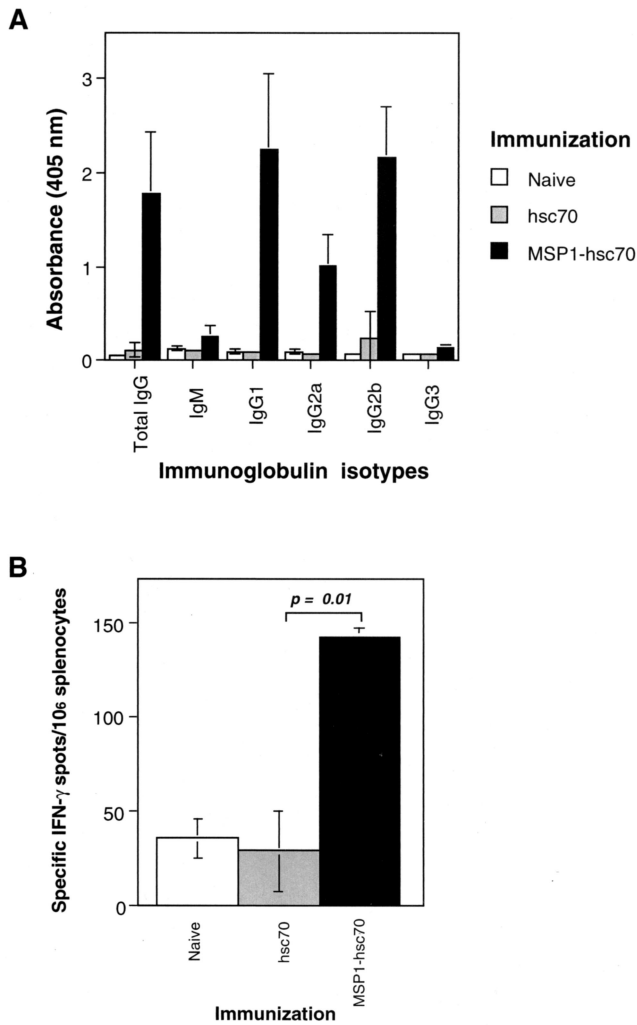 A
3
2
1
0
Absorbance (405 nm)
Total IgG
IgM
IgG1
IgG2a
IgG2b
IgG3
Immunoglobulin isotypes
Immunization
Naive
hsc70
MSP1-hsc70
B
p = 0.01
150
100
50
0
Specific IFN-γ spots/106 splenocytes
Naive
hsc70
MSP1-hsc70
Immunization